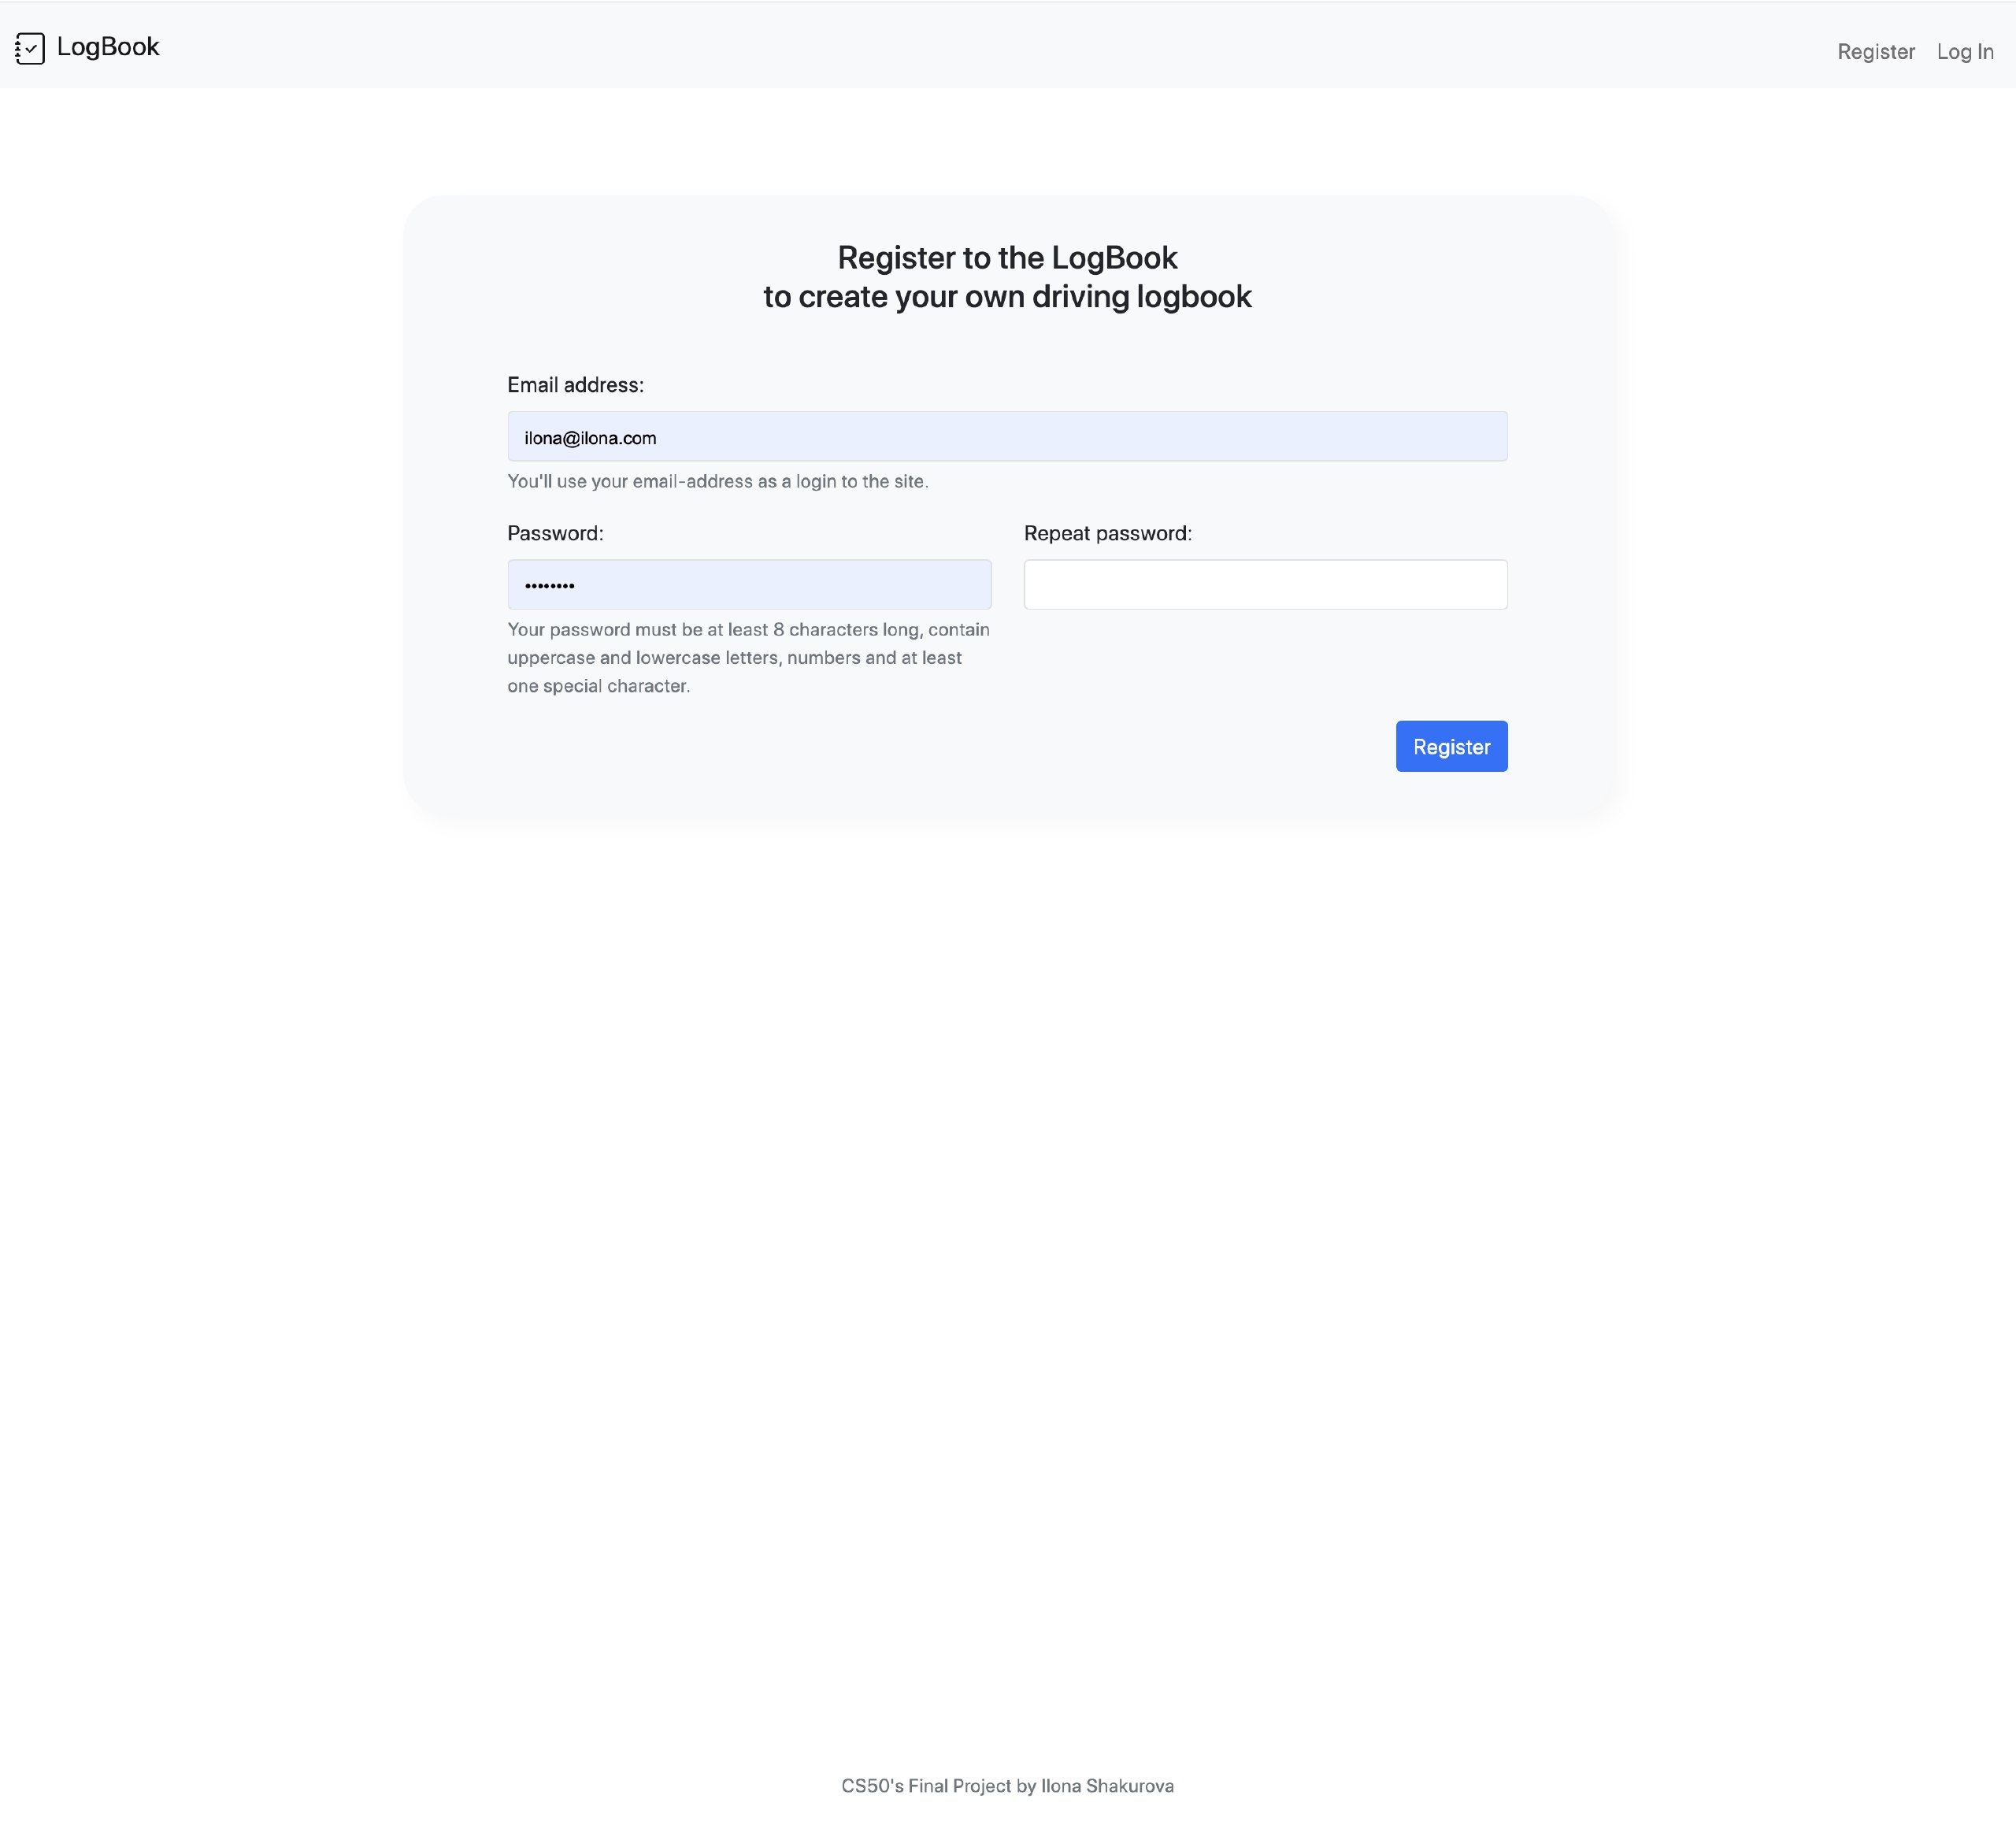 LogBook
Register Log In
Register to the LogBook
to create your own driving logbook
Email address:
ilona@ilona.com
You'll use your email-address as a login to the site.
Password:
Repeat password:
••••••••
Your password must be at least 8 characters long, contain
uppercase and lowercase letters, numbers and at least
one special character.
Register
CS50's Final Project by Ilona Shakurova